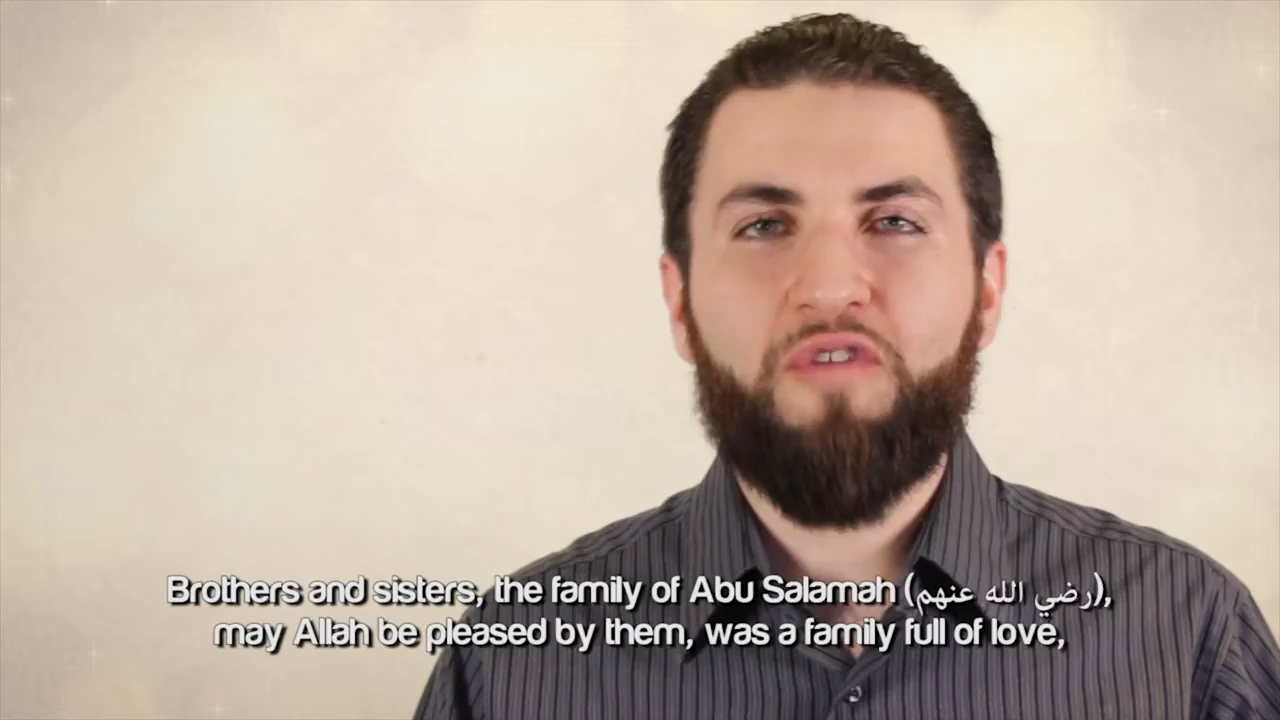 Brothers and sisters, the family of Abu Salamah (رضي الله عنهم),
may Allah be pleased by them, was a family full of love,